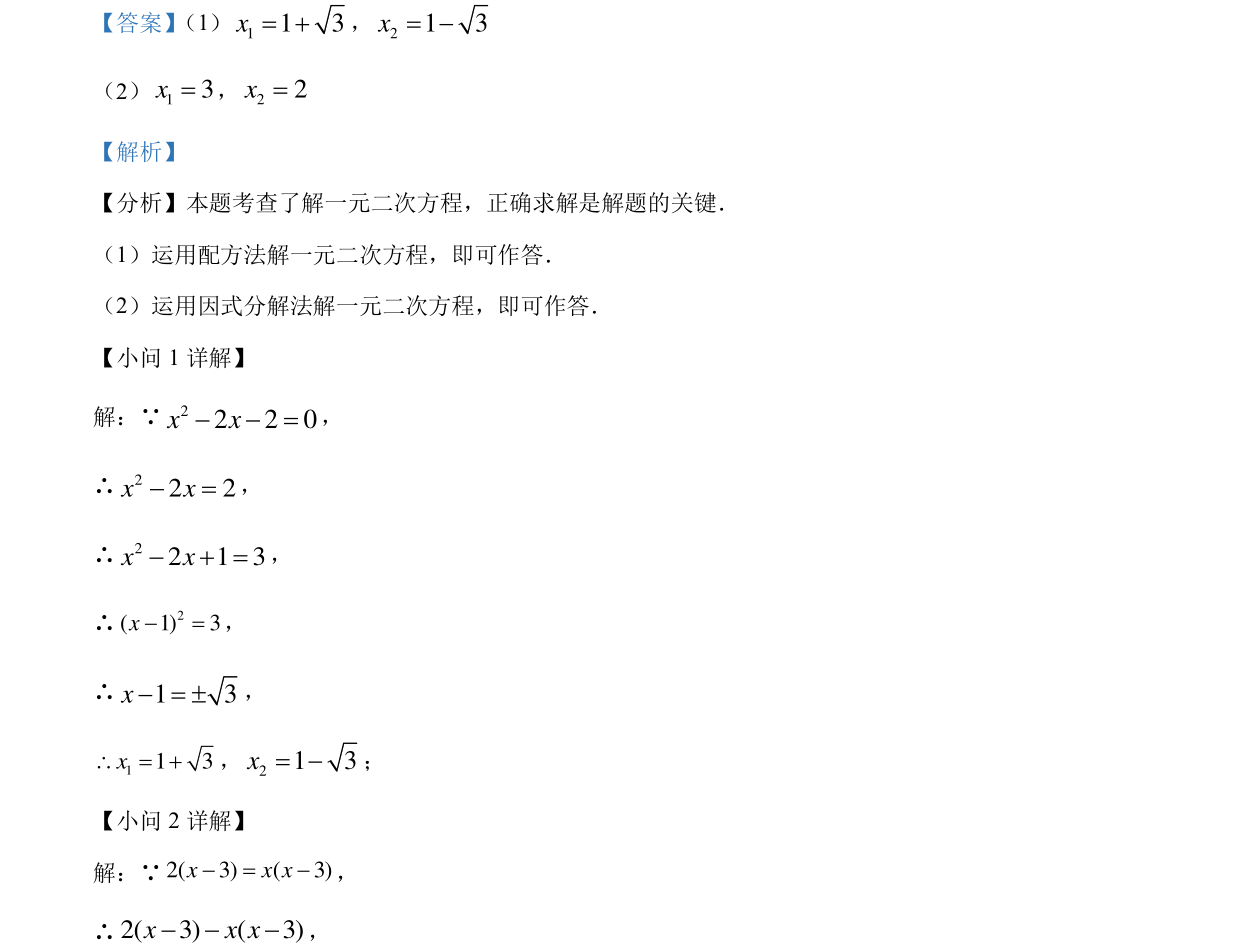 【答案】（1） x₁ =1+√3， x₂ =1−√3
（2） x₁ = 3， x₂ = 2
【解析】
【分析】本题考查了解一元二次方程，正确求解是解题的关键．
（1）运用配方法解一元二次方程，即可作答．
（2）运用因式分解法解一元二次方程，即可作答．
【小问 1 详解】
解：∵ x² − 2x − 2 = 0，
∴ x² − 2x = 2，
∴ x² − 2x +1 = 3，
∴ (x −1)² = 3，
∴ x −1 = ±√3，
∴ x₁ =1+√3， x₂ =1−√3；
【小问 2 详解】
解：∵ 2(x − 3) = x(x − 3)，
∴ 2(x −3)− x(x −3)，